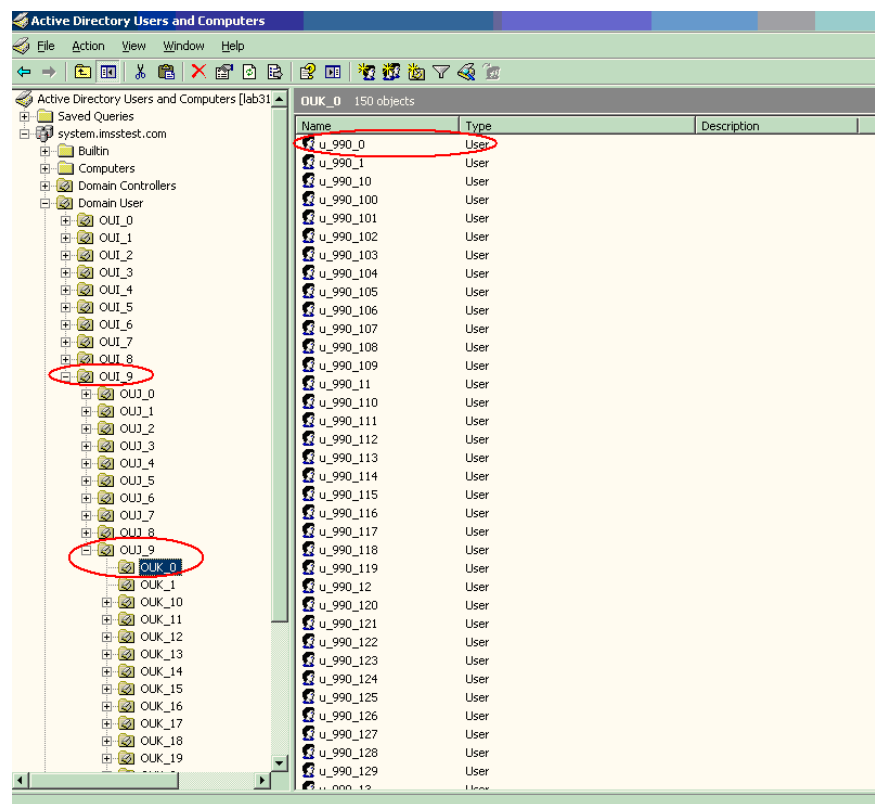 Active Directory Users and Computers
File Action View Window Help
Active Directory Users and Computers [lab31
Saved Queries
system.imsstest.com
Builtin
Computers
Domain Controllers
Domain User
OUI_0
OUI_1
OUI_2
OUI_3
OUI_4
OUI_5
OUI_6
OUI_7
OUI_8
OUI_9
OUJ_0
OUJ_1
OUJ_2
OUJ_3
OUJ_4
OUJ_5
OUJ_6
OUJ_7
OUJ_8
OUJ_9
OUK_0
OUK_1
OUK_10
OUK_11
OUK_12
OUK_13
OUK_14
OUK_15
OUK_16
OUK_17
OUK_18
OUK_19
OUK_0 150 objects
Name Type Description
u_990_0 User
u_990_1 User
u_990_10 User
u_990_100 User
u_990_101 User
u_990_102 User
u_990_103 User
u_990_104 User
u_990_105 User
u_990_106 User
u_990_107 User
u_990_108 User
u_990_109 User
u_990_11 User
u_990_110 User
u_990_111 User
u_990_112 User
u_990_113 User
u_990_114 User
u_990_115 User
u_990_116 User
u_990_117 User
u_990_118 User
u_990_119 User
u_990_12 User
u_990_120 User
u_990_121 User
u_990_122 User
u_990_123 User
u_990_124 User
u_990_125 User
u_990_126 User
u_990_127 User
u_990_128 User
u_990_129 User
u_990_13 User